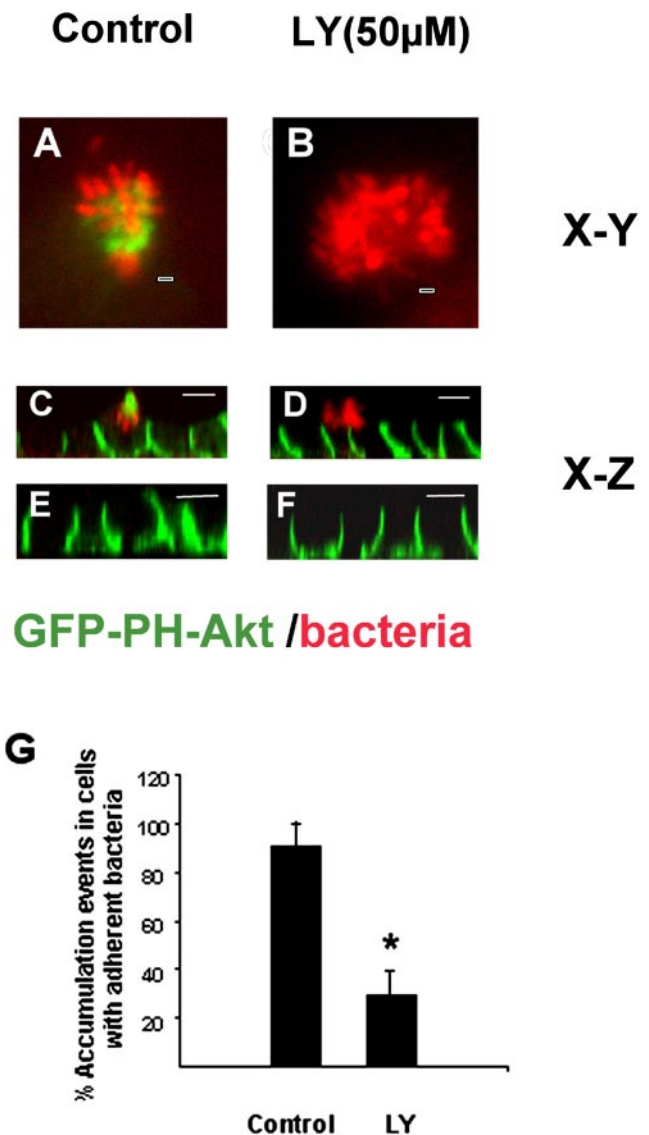 Control LY(50µM)
A B
X-Y
C D
X-Z
E F
GFP-PH-Akt /bacteria
G
% Accumulation events in cells
with adherent bacteria
120
100
80
60
40
20
*
Control LY